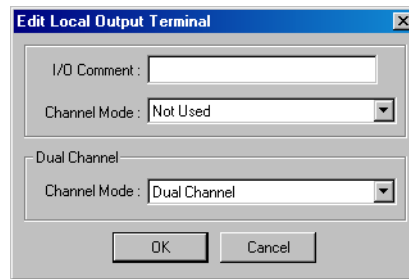 Edit Local Output Terminal
I/O Comment :
Channel Mode : Not Used
Dual Channel
Channel Mode : Dual Channel
OK Cancel